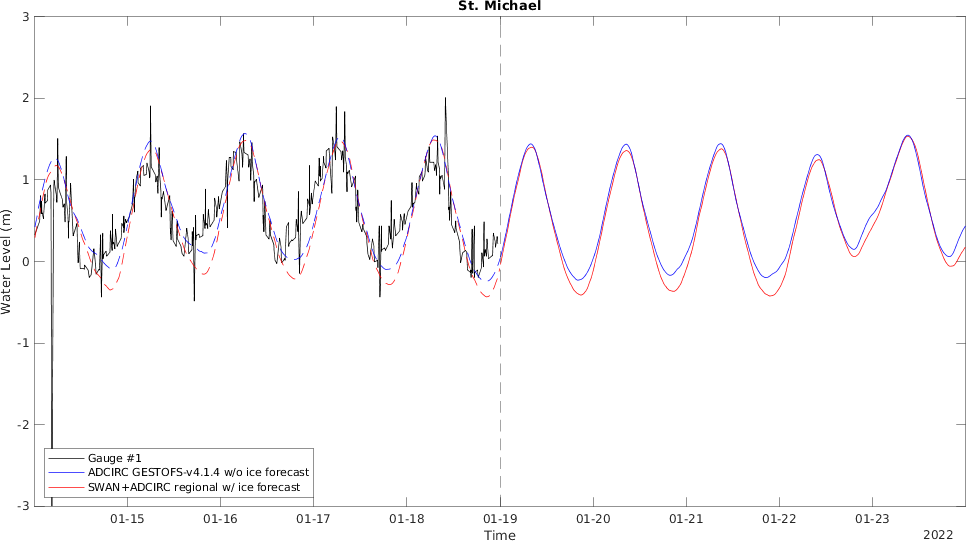 St. Michael
3
2
1
0
-1
-2
-3
Water Level (m)
Gauge #1
ADCIRC GESTOFS-v4.1.4 w/o ice forecast
SWAN+ADCIRC regional w/ ice forecast
01-15 01-16 01-17 01-18 01-19 01-20 01-21 01-22 01-23
Time
2022